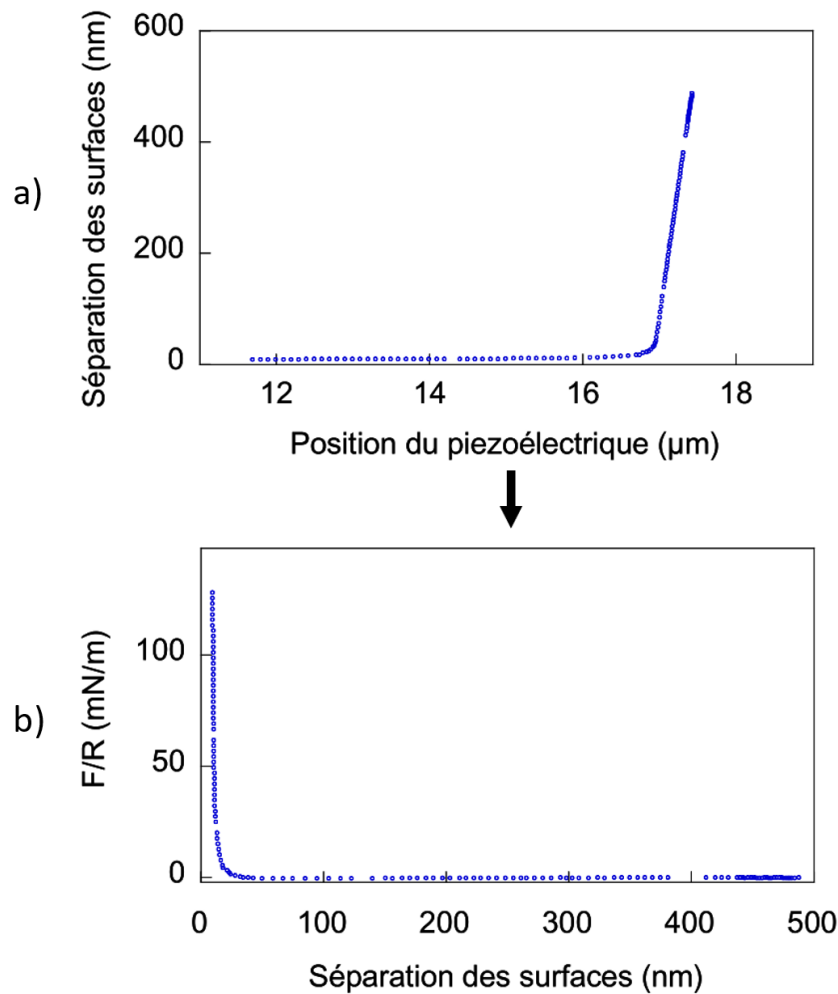 600
400
200
0
Séparation des surfaces (nm)
a)
12 14 16 18
Position du piezoélectrique (µm)
100
50
0
F/R (mN/m)
b)
0 100 200 300 400 500
Séparation des surfaces (nm)